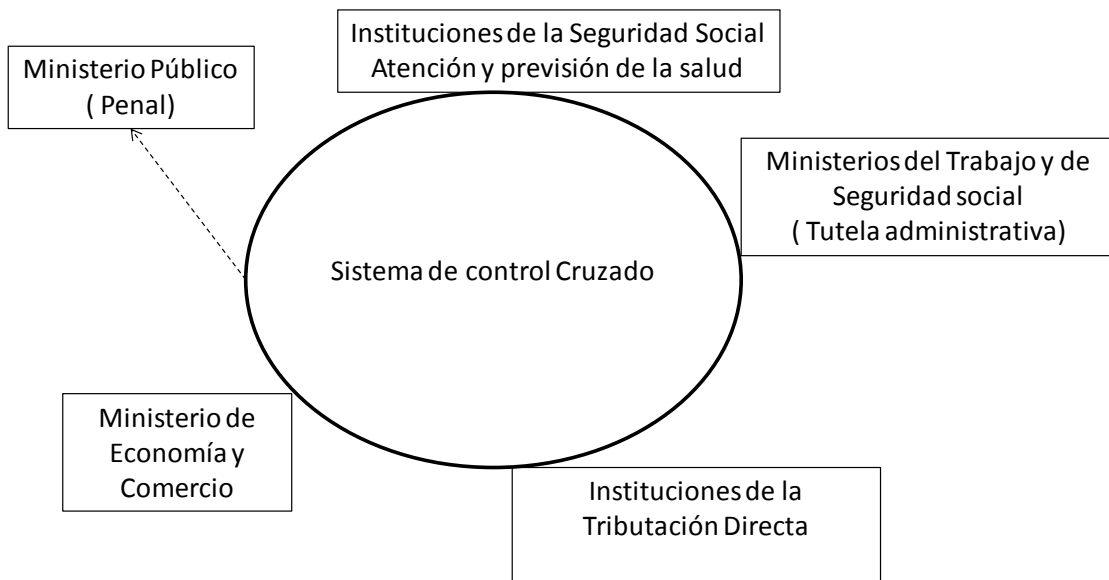 Instituciones de la Seguridad Social
Atención y previsión de la salud
Ministerio Público
( Penal)
Ministerios del Trabajo y de
Seguridad social
( Tutela administrativa)
Sistema de control Cruzado
Ministerio de
Economía y
Comercio
Instituciones de la
Tributación Directa